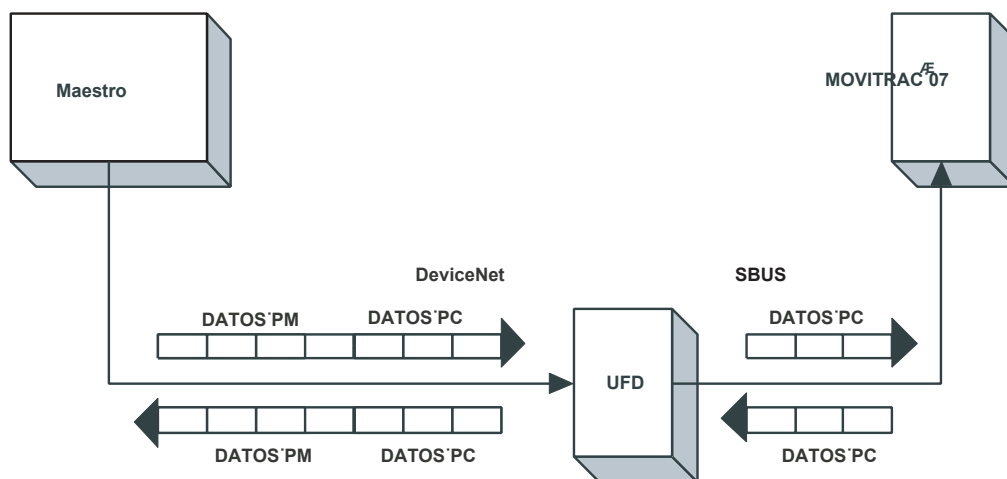 Maestro
MOVITRAC Æ 07
DeviceNet
SBUS
DATOS˙PM
DATOS˙PC
DATOS˙PC
UFD
DATOS˙PM
DATOS˙PC
DATOS˙PC